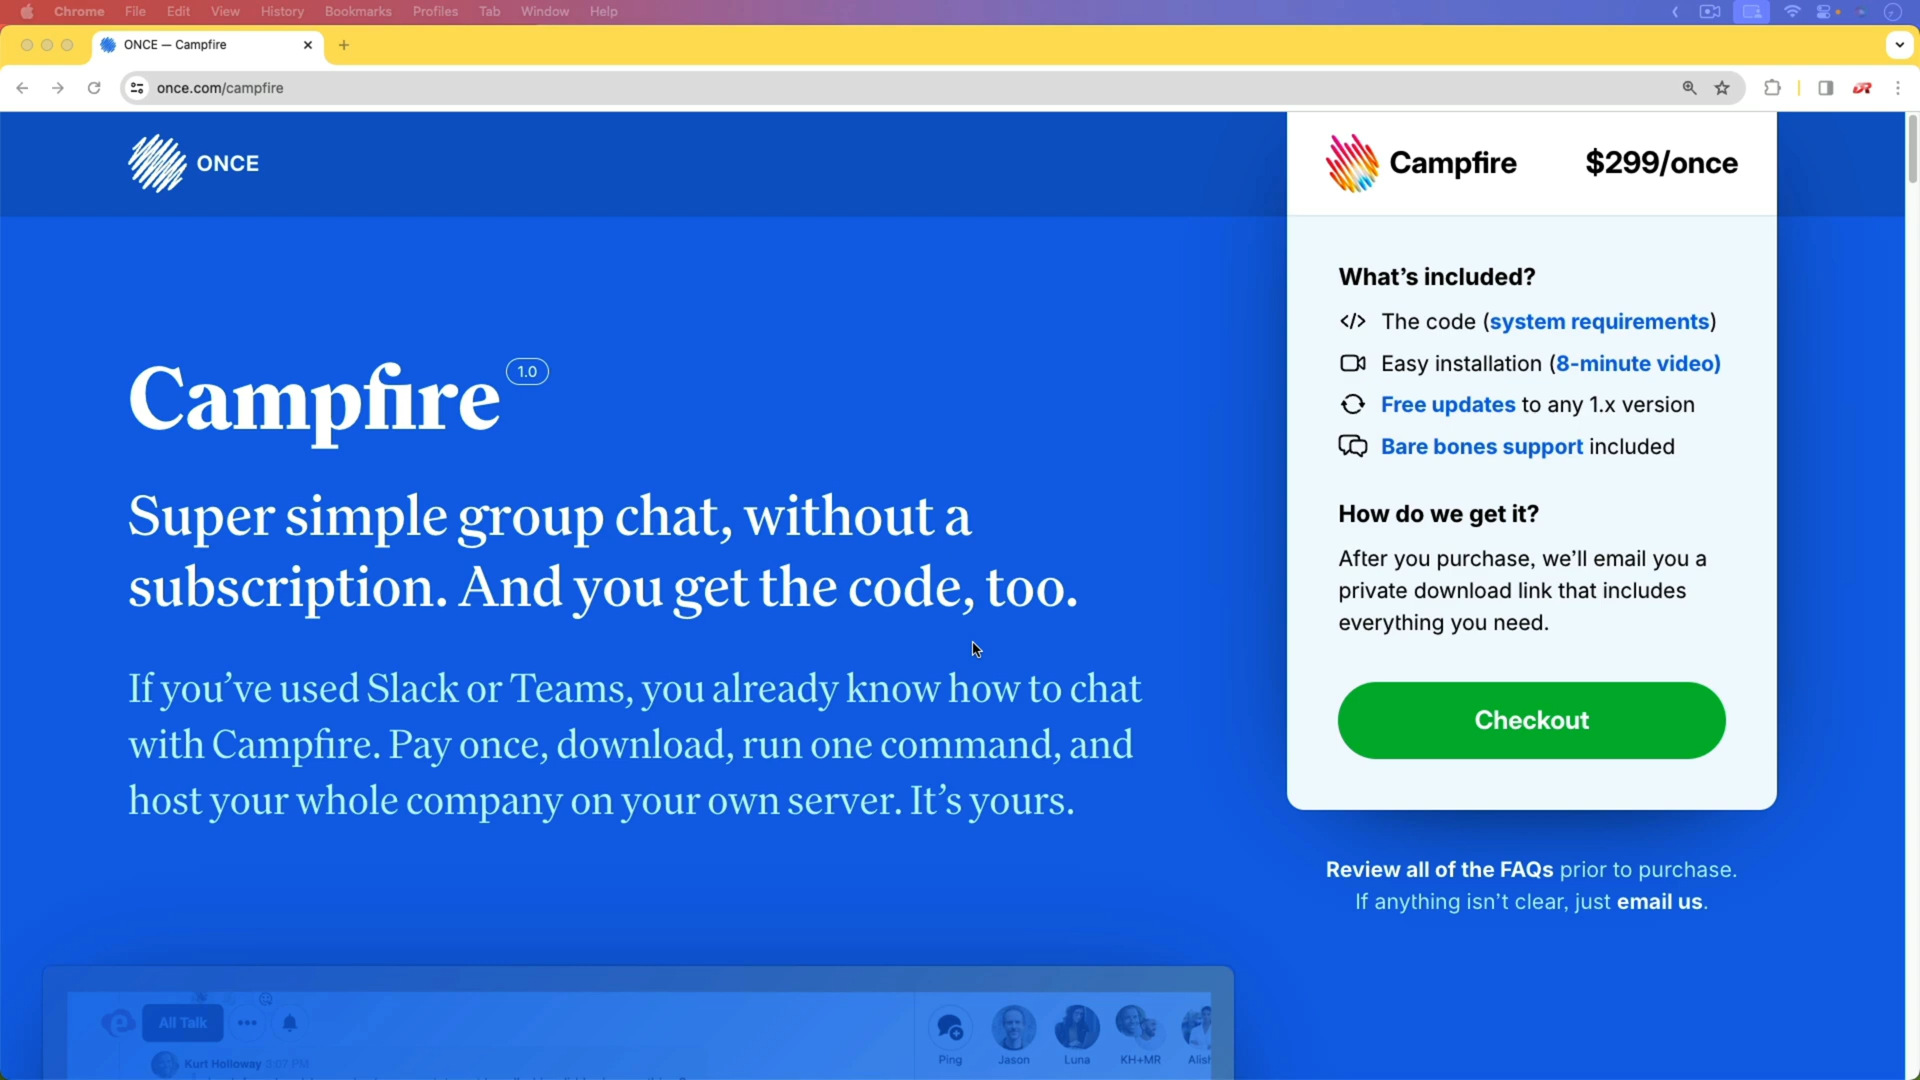 Chrome File Edit View History Bookmarks Profiles Tab Window Help
ONCE — Campfire
once.com/campfire
ONCE
Campfire 1.0
Super simple group chat, without a
subscription. And you get the code, too.
If you’ve used Slack or Teams, you already know how to chat
with Campfire. Pay once, download, run one command, and
host your whole company on your own server. It’s yours.
Campfire $299/once
What’s included?
</> The code (system requirements)
Easy installation (8-minute video)
Free updates to any 1.x version
Bare bones support included
How do we get it?
After you purchase, we’ll email you a
private download link that includes
everything you need.
Checkout
Review all of the FAQs prior to purchase.
If anything isn’t clear, just email us.
All Talk
Kurt Holloway 5:07 PM
Ping Jason Luna KH+MR